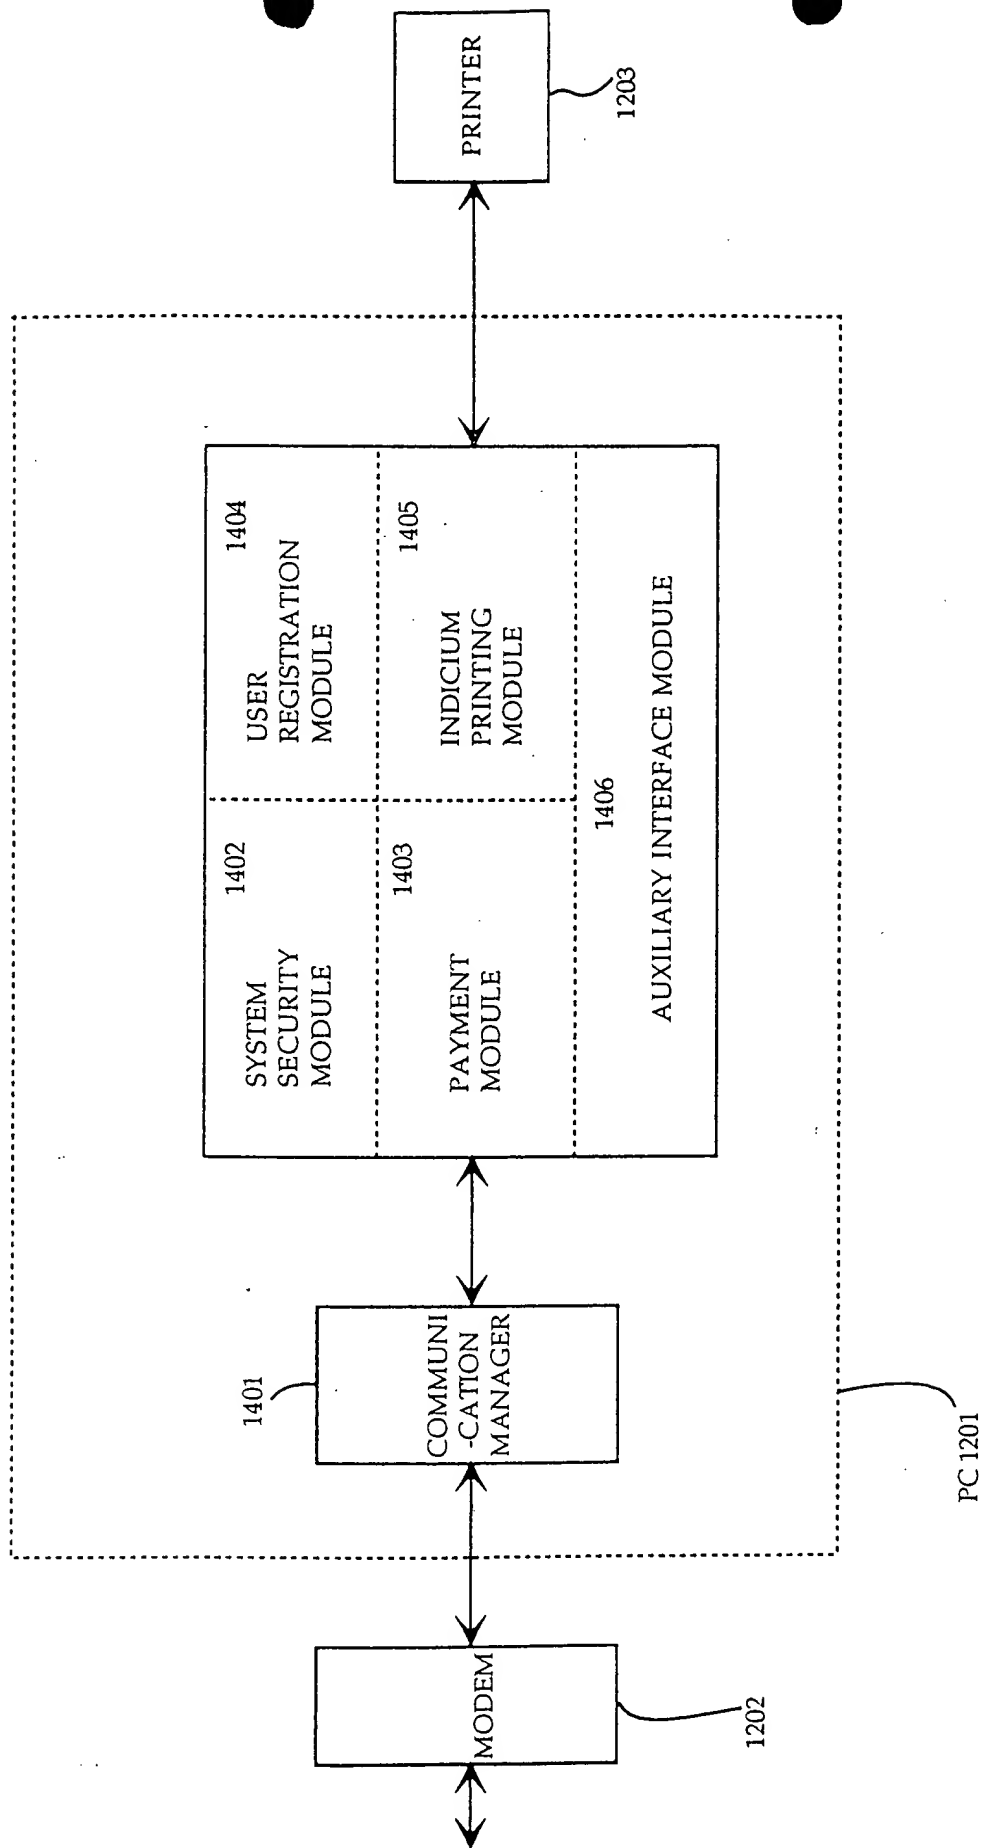 MODEM
1202
COMMUNI
-CATION
MANAGER
1401
SYSTEM
SECURITY
MODULE
1402
USER
REGISTRATION
MODULE
1404
PAYMENT
MODULE
1403
INDICIUM
PRINTING
MODULE
1405
1406
AUXILIARY INTERFACE MODULE
PC 1201
PRINTER
1203